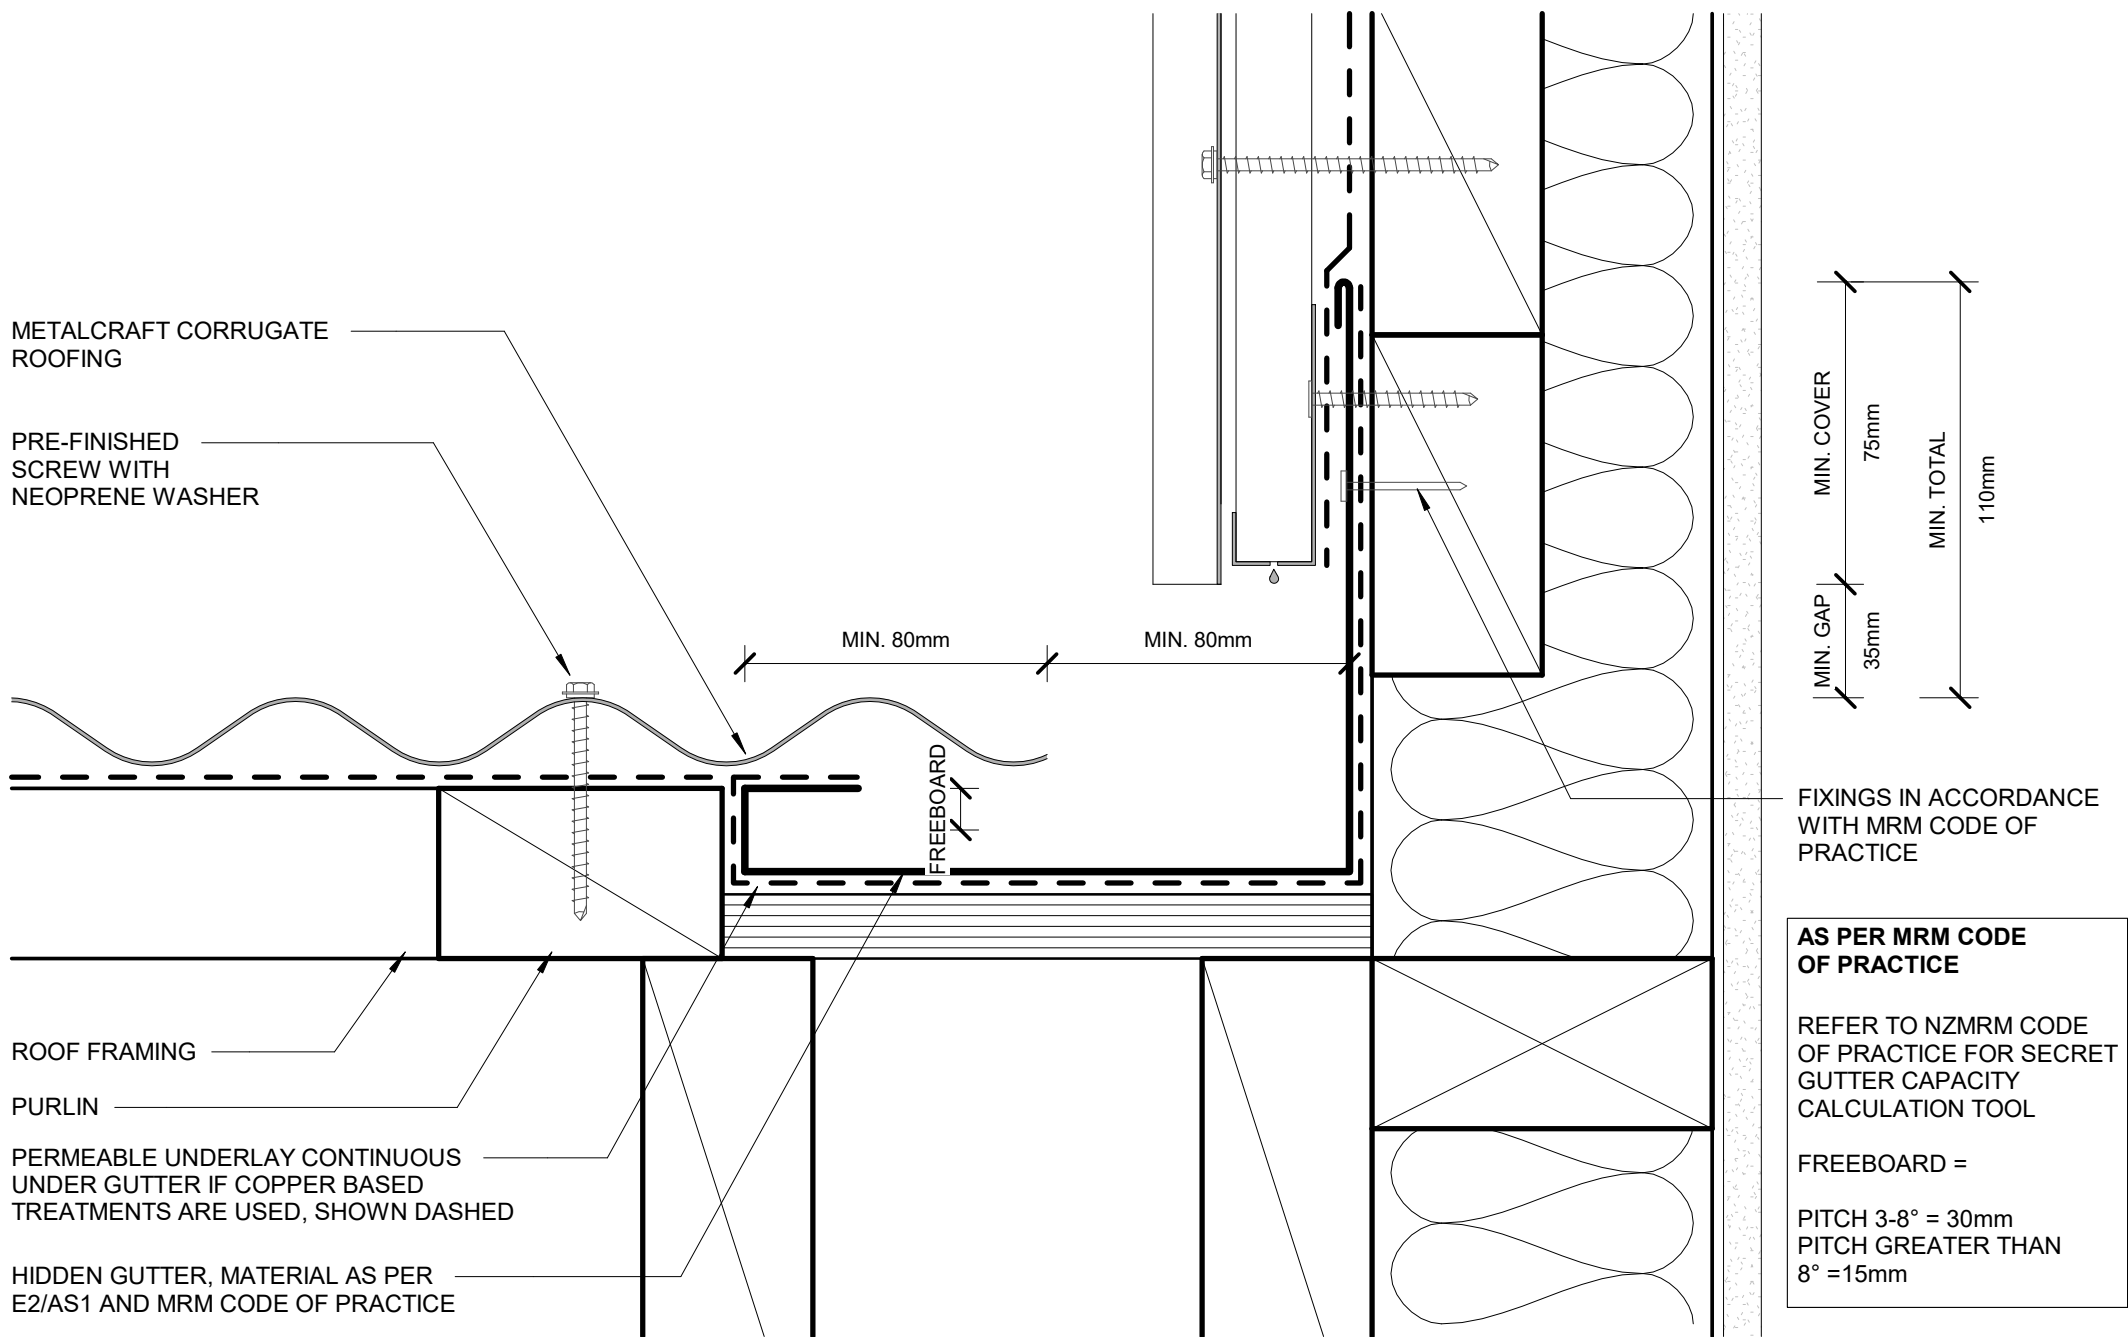 METALCRAFT CORRUGATE
ROOFING
PRE-FINISHED
SCREW WITH
NEOPRENE WASHER
MIN. 80mm
MIN. 80mm
FREEBOARD
MIN. COVER
75mm
MIN. TOTAL
110mm
MIN. GAP
35mm
ROOF FRAMING
PURLIN
PERMEABLE UNDERLAY CONTINUOUS
UNDER GUTTER IF COPPER BASED
TREATMENTS ARE USED, SHOWN DASHED
HIDDEN GUTTER, MATERIAL AS PER
E2/AS1 AND MRM CODE OF PRACTICE
FIXINGS IN ACCORDANCE
WITH MRM CODE OF
PRACTICE
AS PER MRM CODE
OF PRACTICE
REFER TO NZMRM CODE
OF PRACTICE FOR SECRET
GUTTER CAPACITY
CALCULATION TOOL
FREEBOARD =
PITCH 3-8° = 30mm
PITCH GREATER THAN
8° =15mm